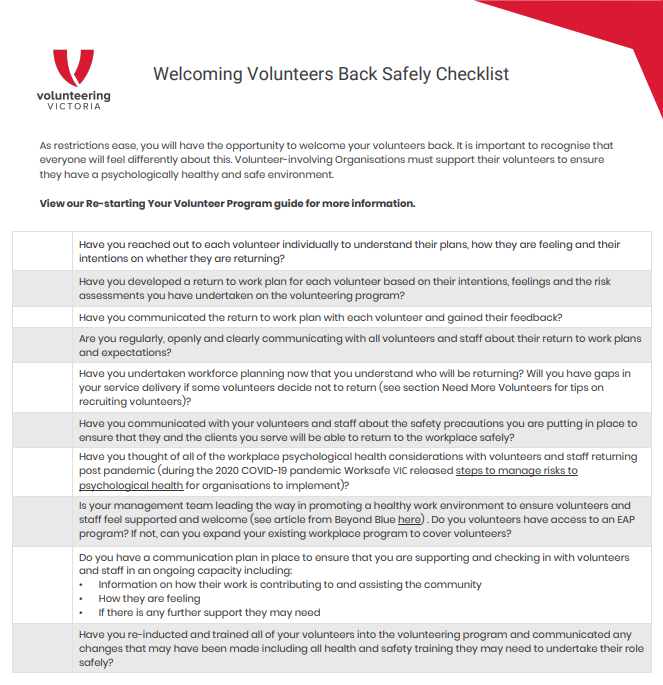 Welcoming Volunteers Back Safely Checklist
volunteering
VICTORIA
As restrictions ease, you will have the opportunity to welcome your volunteers back. It is important to recognise that
everyone will feel differently about this. Volunteer-involving Organisations must support their volunteers to ensure
they have a psychologically healthy and safe environment.
View our Re-starting Your Volunteer Program guide for more information.
Have you reached out to each volunteer individually to understand their plans, how they are feeling and their
intentions on whether they are returning?
Have you developed a return to work plan for each volunteer based on their intentions, feelings and the risk
assessments you have undertaken on the volunteering program?
Have you communicated the return to work plan with each volunteer and gained their feedback?
Are you regularly, openly and clearly communicating with all volunteers and staff about their return to work plans
and expectations?
Have you undertaken workforce planning now that you understand who will be returning? Will you have gaps in
your service delivery if some volunteers decide not to return (see section Need More Volunteers for tips on
recruiting volunteers)?
Have you communicated with your volunteers and staff about the safety precautions you are putting in place to
ensure that they and the clients you serve will be able to return to the workplace safely?
Have you thought of all of the workplace psychological health considerations with volunteers and staff returning
post pandemic (during the 2020 COVID-19 pandemic Worksafe VIC released steps to manage risks to
psychological health for organisations to implement)?
Is your management team leading the way in promoting a healthy work environment to ensure volunteers and
staff feel supported and welcome (see article from Beyond Blue here) . Do you volunteers have access to an EAP
program? If not, can you expand your existing workplace program to cover volunteers?
Do you have a communication plan in place to ensure that you are supporting and checking in with volunteers
and staff in an ongoing capacity including:
• Information on how their work is contributing to and assisting the community
• How they are feeling
• If there is any further support they may need
Have you re-inducted and trained all of your volunteers into the volunteering program and communicated any
changes that may have been made including all health and safety training they may need to undertake their role
safely?